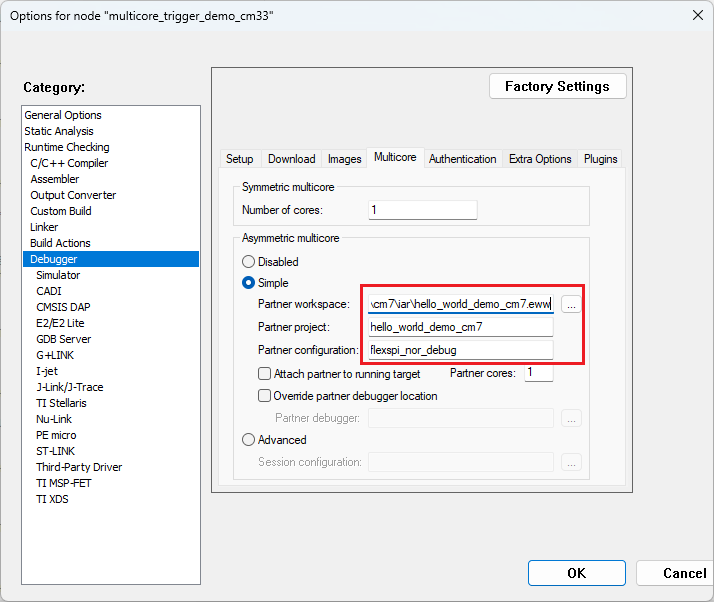 Options for node "multicore_trigger_demo_cm33"
Category:
General Options
Static Analysis
Runtime Checking
C/C++ Compiler
Assembler
Output Converter
Custom Build
Linker
Build Actions
Debugger
Simulator
CADI
CMSIS DAP
E2/E2 Lite
GDB Server
G+LINK
I-jet
J-Link/J-Trace
TI Stellaris
Nu-Link
PE micro
ST-LINK
Third-Party Driver
TI MSP-FET
TI XDS
Factory Settings
Setup Download Images Multicore Authentication Extra Options Plugins
Symmetric multicore
Number of cores: 1
Asymmetric multicore
Disabled
Simple
Partner workspace: \cm7\iar\hello_world_demo_cm7.eww ...
Partner project: hello_world_demo_cm7
Partner configuration: flexspi_nor_debug
Attach partner to running target Partner cores: 1
Override partner debugger location
Partner debugger: ...
Advanced
Session configuration: ...
OK Cancel